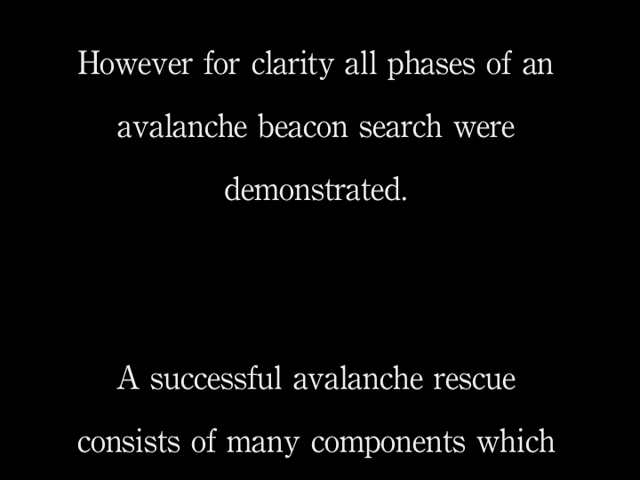 However for clarity all phases of an
avalanche beacon search were
demonstrated.
A successful avalanche rescue
consists of many components which